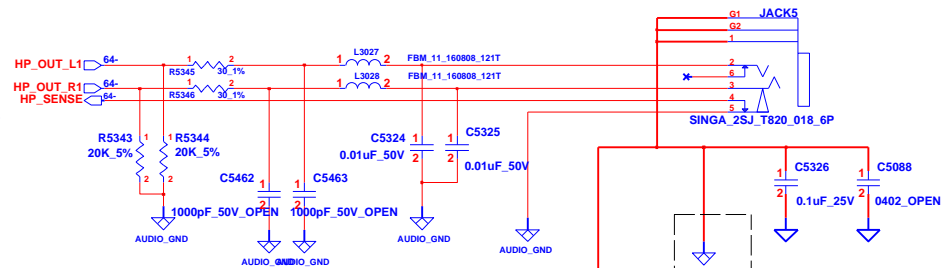 G1 JACK5
G2
1
HP_OUT_L1 64- 1 2 1 L3027 2 FBM_11_160808_121T 2
R5345 30_1% 6
HP_OUT_R1 64- 1 2 1 L3028 2 FBM_11_160808_121T 3
HP_SENSE 64- R5346 30_1% 4
5
SINGA_2SJ_T820_018_6P
R5343 1 1 R5344 1 C5324 1 C5325
20K_5% 20K_5% 2 2
2 2 0.01uF_50V 0.01uF_50V
C5462 C5463 C5326 C5088
1 1 1 1
2 2 2 2
1000pF_50V_OPEN 1000pF_50V_OPEN 0.1uF_25V 0402_OPEN
AUDIO_GND AUDIO_GND AUDIO_GND
AUDIO_GND AUDIO_GND